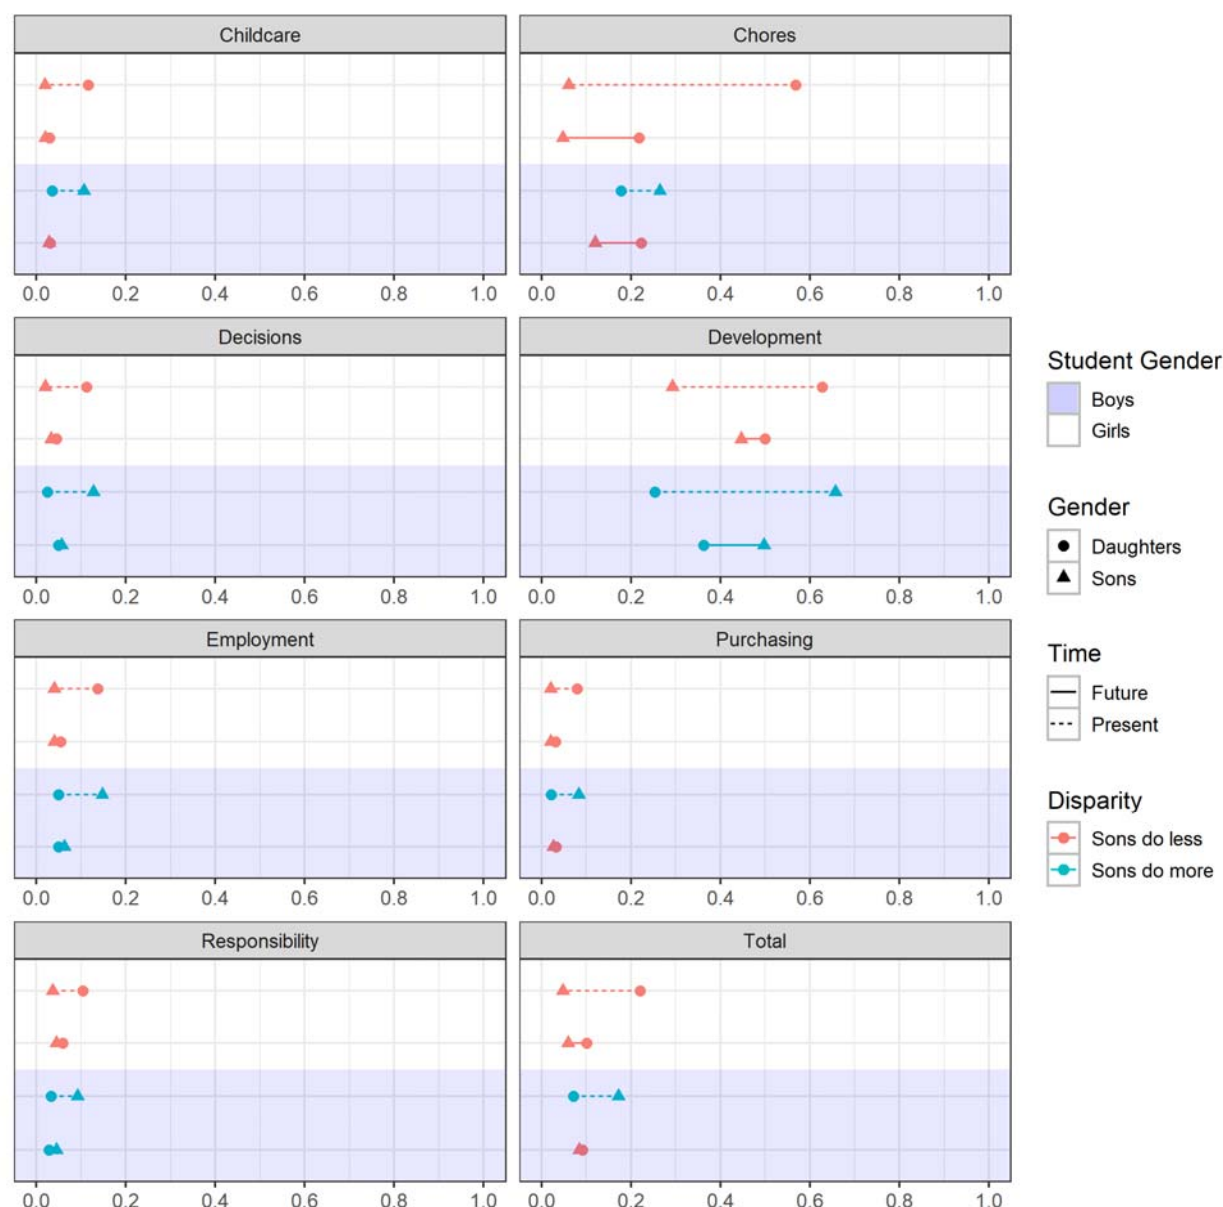 Childcare Chores
0.0 0.2 0.4 0.6 0.8 1.0 0.0 0.2 0.4 0.6 0.8 1.0
Decisions Development
0.0 0.2 0.4 0.6 0.8 1.0 0.0 0.2 0.4 0.6 0.8 1.0
Employment Purchasing
0.0 0.2 0.4 0.6 0.8 1.0 0.0 0.2 0.4 0.6 0.8 1.0
Responsibility Total
0.0 0.2 0.4 0.6 0.8 1.0 0.0 0.2 0.4 0.6 0.8 1.0
Student Gender
Boys
Girls
Gender
Daughters
Sons
Time
Future
Present
Disparity
Sons do less
Sons do more